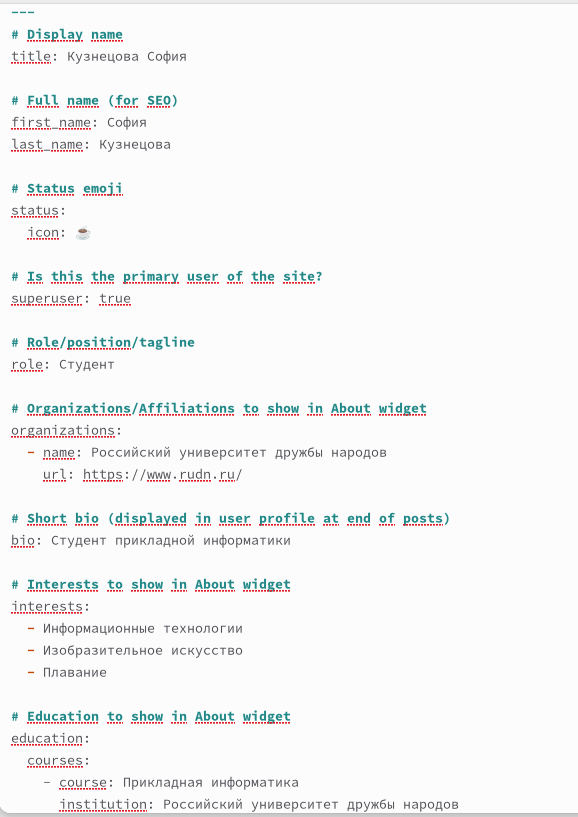 ---
# Display name
title: Кузнецова София
# Full name (for SEO)
first_name: София
last_name: Кузнецова
# Status emoji
status:
icon: ☕
# Is this the primary user of the site?
superuser: true
# Role/position/tagline
role: Студент
# Organizations/Affiliations to show in About widget
organizations:
- name: Российский университет дружбы народов
url: https://www.rudn.ru/
# Short bio (displayed in user profile at end of posts)
bio: Студент прикладной информатики
# Interests to show in About widget
interests:
- Информационные технологии
- Изобразительное искусство
- Плавание
# Education to show in About widget
education:
courses:
- course: Прикладная информатика
institution: Российский университет дружбы народов